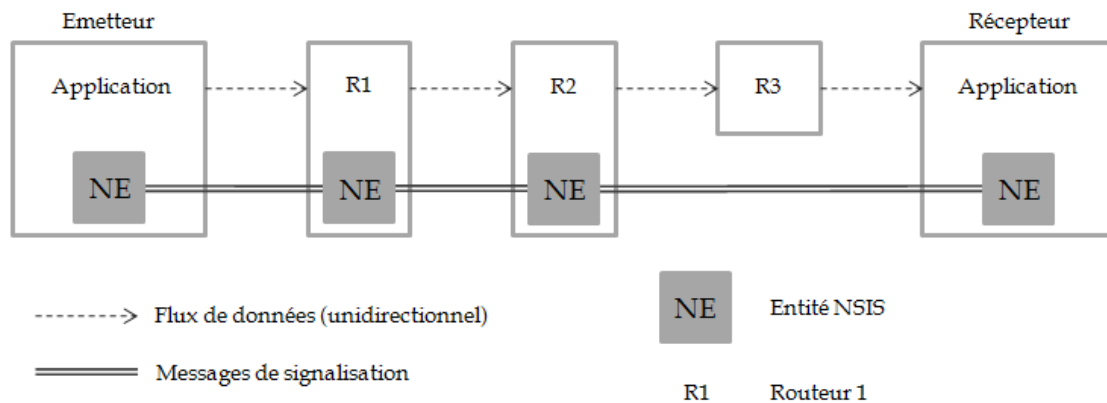 Emetteur
Récepteur
Application
R1
R2
R3
Application
NE
NE
NE
NE
Flux de données (unidirectionnel)
NE
Entité NSIS
Messages de signalisation
R1
Routeur 1